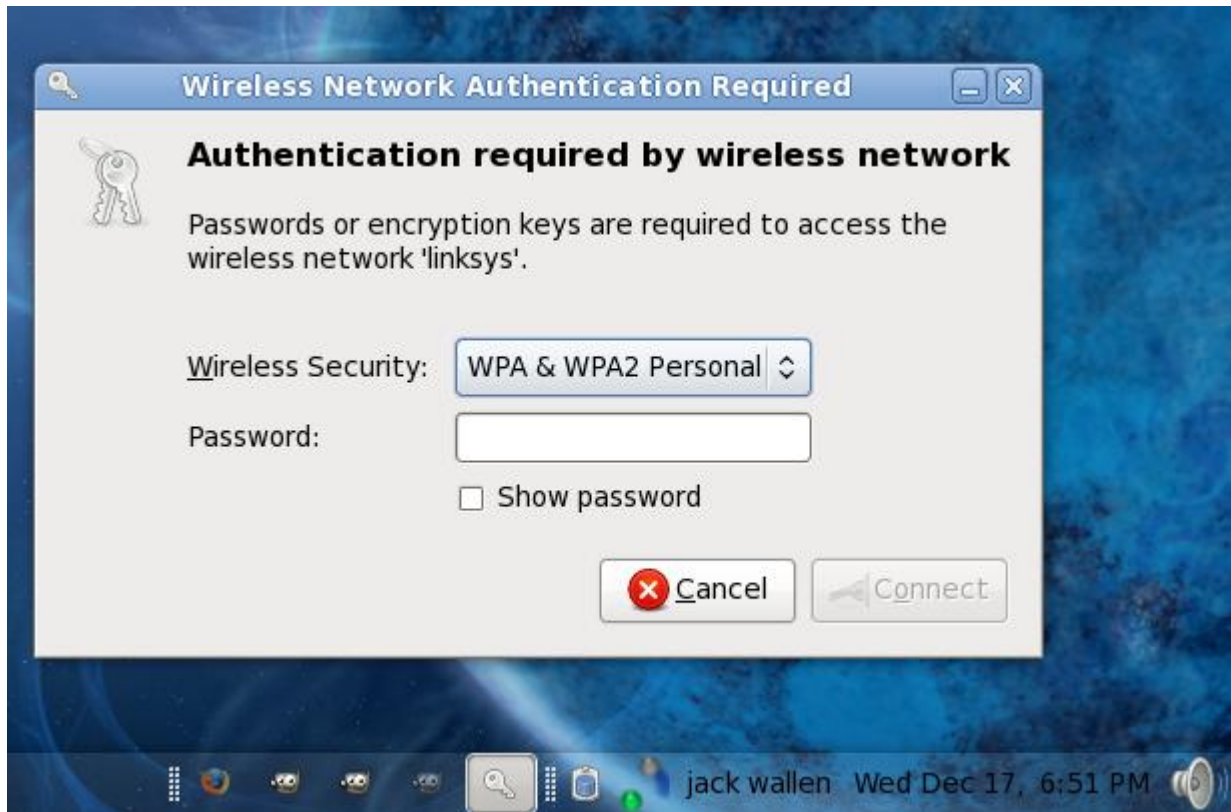 Wireless Network Authentication Required
Authentication required by wireless network
Passwords or encryption keys are required to access the
wireless network 'linksys'.
Wireless Security: WPA & WPA2 Personal
Password:
Show password
Cancel Connect
jack wallen Wed Dec 17, 6:51 PM